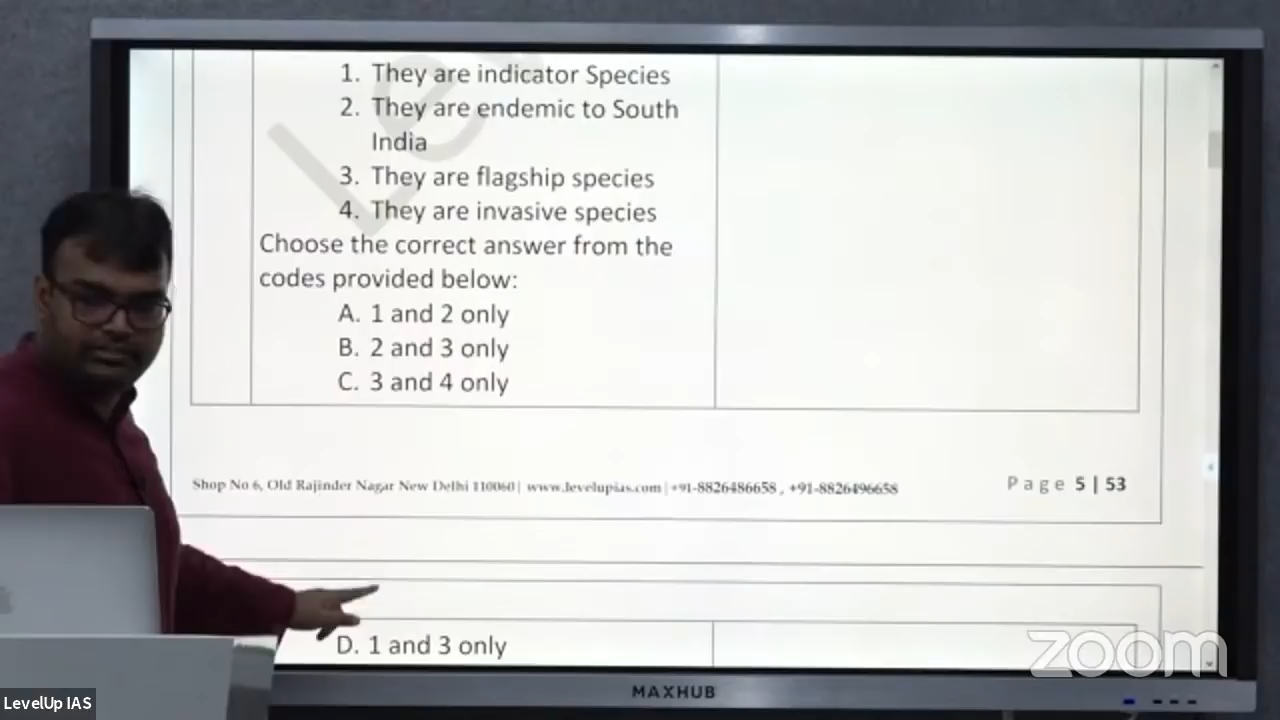 1. They are indicator Species
2. They are endemic to South
India
3. They are flagship species
4. They are invasive species
Choose the correct answer from the
codes provided below:
A. 1 and 2 only
B. 2 and 3 only
C. 3 and 4 only
Shop No 6, Old Rajinder Nagar New Delhi 110060| www.levelupias.com | +91-8826486658 , +91-8826496658
Page 5 | 53
D. 1 and 3 only
zoom
MAXHUB
LevelUp IAS